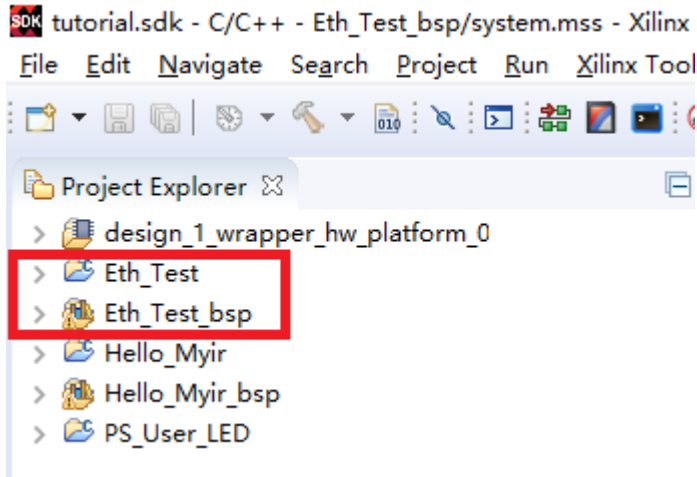 SDK tutorial.sdk - C/C++ - Eth_Test_bsp/system.mss - Xilinx
File Edit Navigate Search Project Run Xilinx Tool
010
Project Explorer
design_1_wrapper_hw_platform_0
Eth_Test
Eth_Test_bsp
Hello_Myir
Hello_Myir_bsp
PS_User_LED